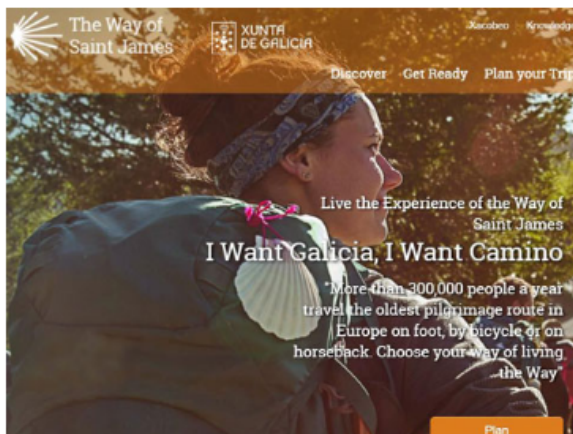 The Way of
Saint James
XUNTA
DE GALICIA
Xacobeo Knowledge
Discover Get Ready Plan your Trip
Live the Experience of the Way of
Saint James
I Want Galicia, I Want Camino
"More than 300,000 people a year
travel the oldest pilgrimage route in
Europe on foot, by bicycle or on
horseback. Choose your way of living
the Way"
Plan